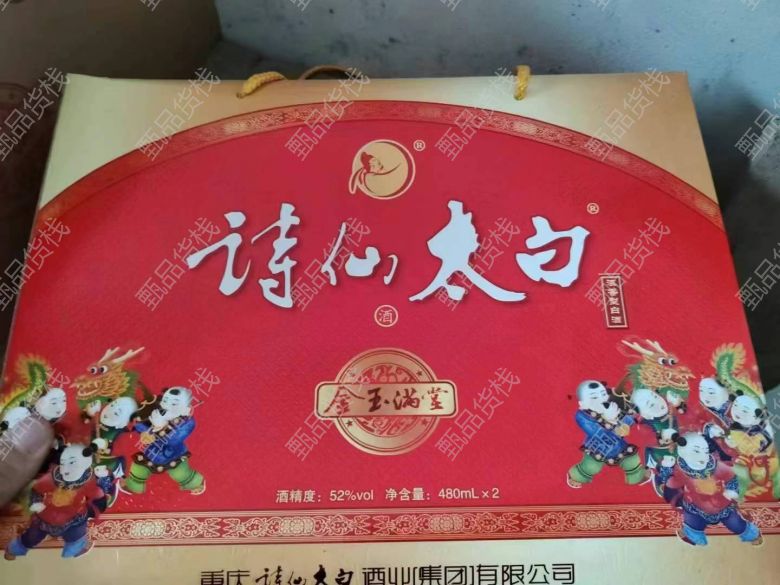 诗仙太白
酒
浓香型白酒
金玉满堂
酒精度：52%vol 净含量：480mL×2
重庆诗仙太白酒业(集团)有限公司
甄品货栈